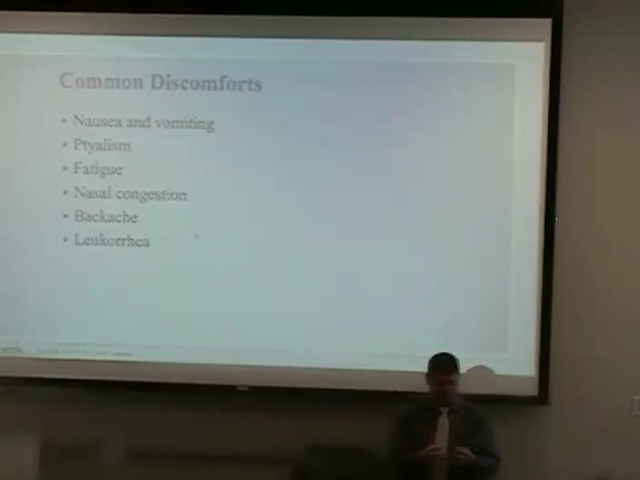 Common Discomforts
Nausea and vomiting
Ptyalism
Fatigue
Nasal congestion
Backache
Leukorrhea